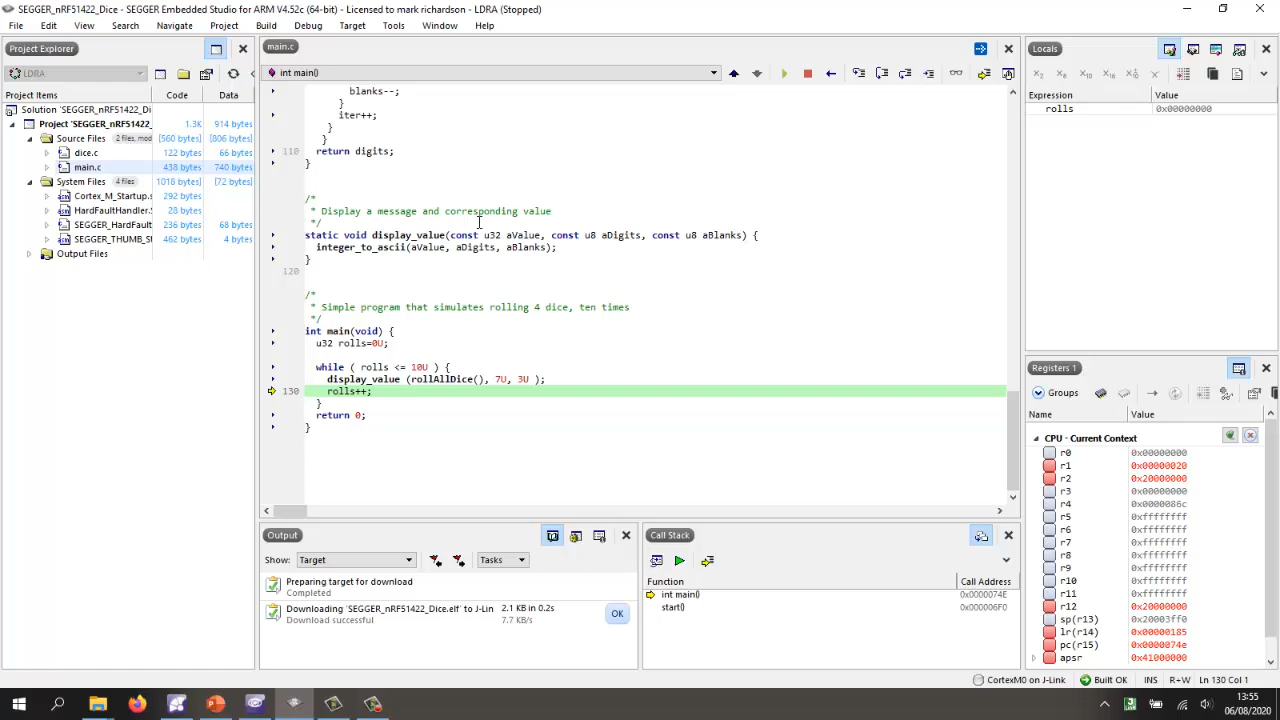 SEGGER_nRF51422_Dice - SEGGER Embedded Studio for ARM V4.52c (64-bit) - Licensed to mark richardson - LDRA (Stopped)
File Edit View Search Navigate Project Build Debug Target Tools Window Help
Project Explorer
LDRA
Project Items Code Data
Solution 'SEGGER_nRF51422_Di
Project 'SEGGER_nRF51422_ 1.3K 914 bytes
Source Files 2 files, mod [560 bytes] [806 bytes]
dice.c 122 bytes 66 bytes
main.c 438 bytes 740 bytes
System Files 4 files 1018 bytes [72 bytes]
Cortex_M_Startup.s 292 bytes
HardFaultHandler.S 28 bytes
SEGGER_HardFault 236 bytes 68 bytes
SEGGER_THUMB_St 462 bytes 4 bytes
Output Files
main.c
int main()
blanks--;
}
iter++;
}
}
110 return digits;
}
/*
* Display a message and corresponding value
*/
static void display_value(const u32 aValue, const u8 aDigits, const u8 aBlanks) {
integer_to_ascii(aValue, aDigits, aBlanks);
}
120
/*
* Simple program that simulates rolling 4 dice, ten times
*/
int main(void) {
u32 rolls=0U;
while ( rolls <= 10U ) {
display_value (rollAllDice(), 7U, 3U );
130 rolls++;
}
return 0;
}
Output
Show: Target Tasks
Preparing target for download
Completed
Downloading 'SEGGER_nRF51422_Dice.elf' to J-Lin 2.1 KB in 0.2s
Download successful 7.7 KB/s
OK
Call Stack
Function Call Address
int main() 0x0000074E
start() 0x000006F0
Locals
x₂ x₈ x₁₀ x₁₆
Expression Value
rolls 0x00000000
Registers 1
Groups
Name Value
CPU - Current Context
r0 0x00000000
r1 0x00000020
r2 0x20000000
r3 0x00000000
r4 0x0000086c
r5 0xffffffff
r6 0xffffffff
r7 0xffffffff
r8 0xffffffff
r9 0xffffffff
r10 0xffffffff
r11 0xffffffff
r12 0x20000000
sp(r13) 0x20003ff0
lr(r14) 0x00000185
pc(r15) 0x0000074e
apsr 0x41000000
CortexM0 on J-Link Built OK INS R+W Ln 130 Col 1
13:55
06/08/2020